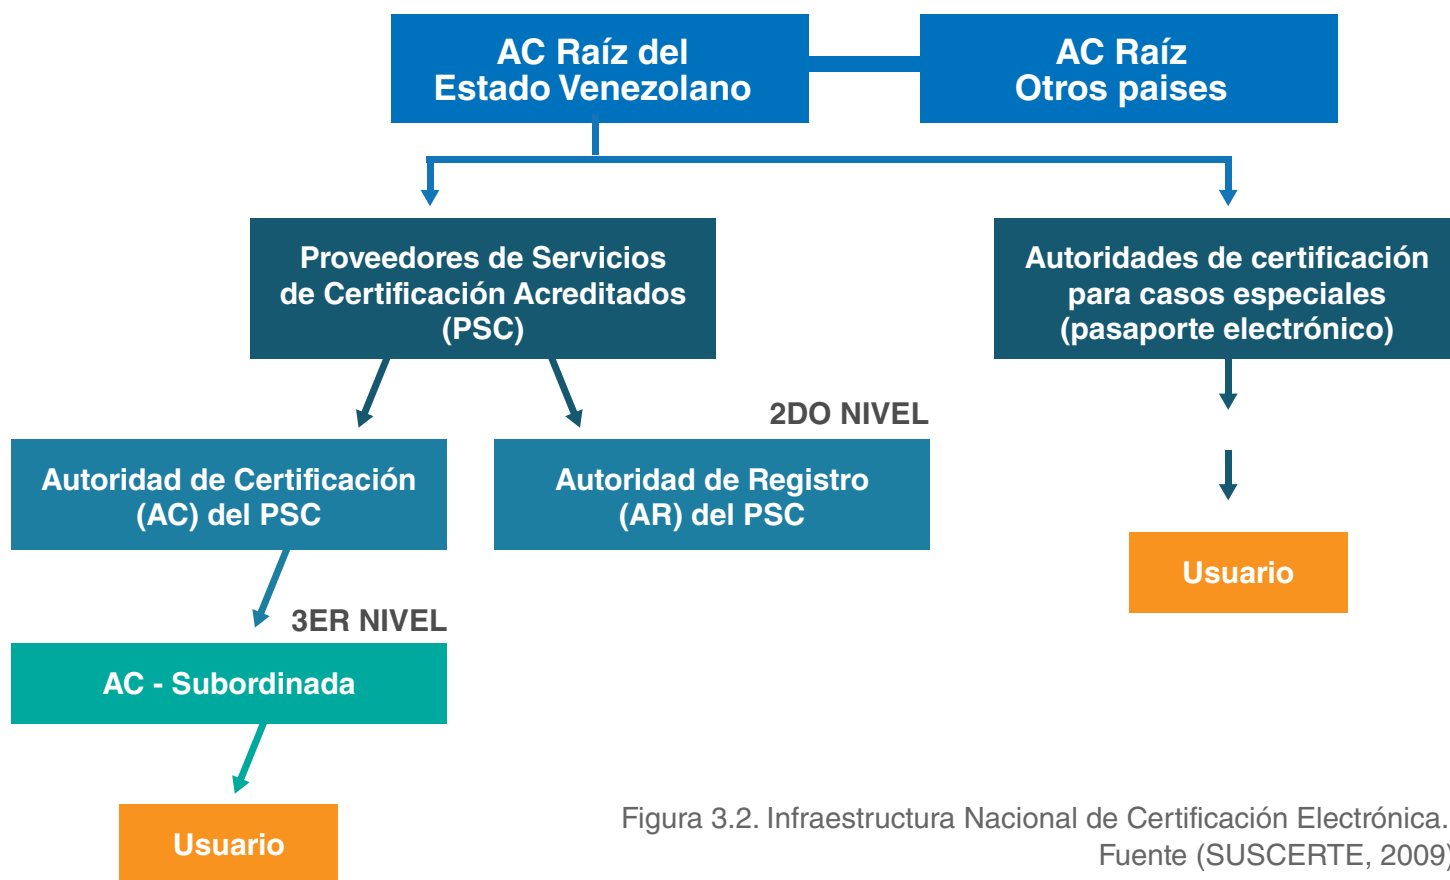 AC Raíz del
Estado Venezolano
AC Raíz
Otros paises
Proveedores de Servicios
de Certificación Acreditados
(PSC)
Autoridades de certificación
para casos especiales
(pasaporte electrónico)
2DO NIVEL
Autoridad de Certificación
(AC) del PSC
Autoridad de Registro
(AR) del PSC
Usuario
3ER NIVEL
AC - Subordinada
Usuario
Figura 3.2. Infraestructura Nacional de Certificación Electrónica.
Fuente (SUSCERTE, 2009)